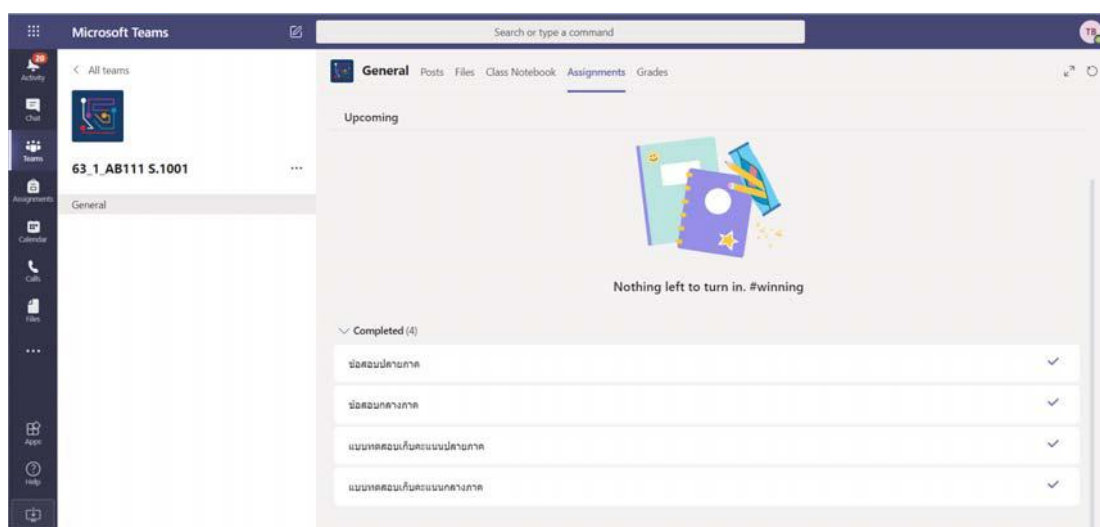 Microsoft Teams
Search or type a command
TB
20
Activity
Chat
Teams
Assignments
Calendar
Calls
Files
Apps
Help
All teams
63_1_AB111 S.1001
General
General Posts Files Class Notebook Assignments Grades
Upcoming
Nothing left to turn in. #winning
Completed (4)
ข้อสอบปลายภาค
ข้อสอบกลางภาค
แบบทดสอบเก็บคะแนนปลายภาค
แบบทดสอบเก็บคะแนนกลางภาค